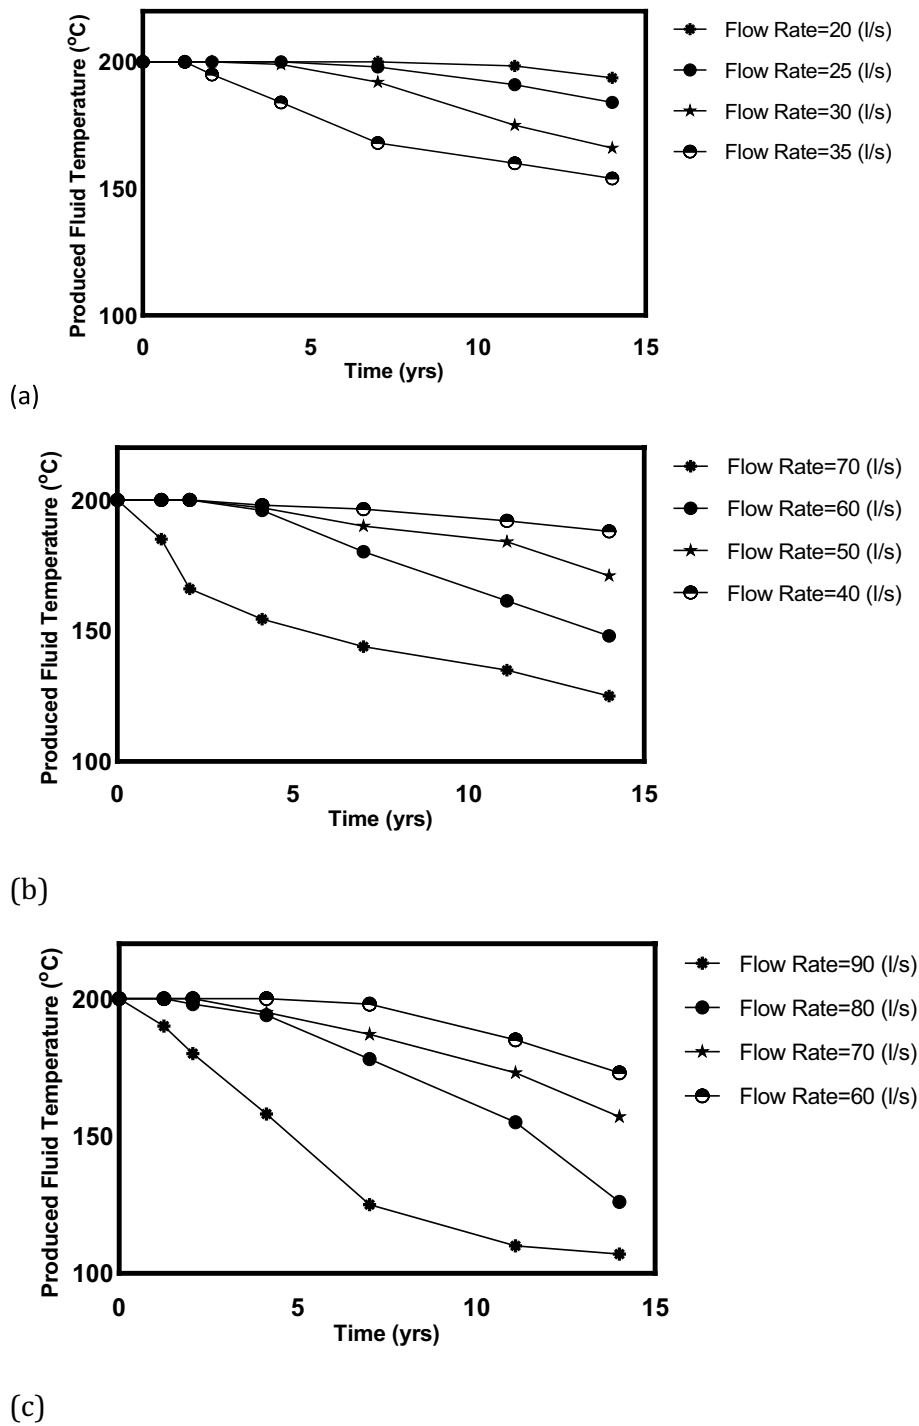 Produced Fluid Temperature (°C)
200
150
100
0 5 10 15
Time (yrs)
Flow Rate=20 (l/s)
Flow Rate=25 (l/s)
Flow Rate=30 (l/s)
Flow Rate=35 (l/s)
(a)
Produced Fluid Temperature (°C)
200
150
100
0 5 10 15
Time (yrs)
Flow Rate=70 (l/s)
Flow Rate=60 (l/s)
Flow Rate=50 (l/s)
Flow Rate=40 (l/s)
(b)
Produced Fluid Temperature (°C)
200
150
100
0 5 10 15
Time (yrs)
Flow Rate=90 (l/s)
Flow Rate=80 (l/s)
Flow Rate=70 (l/s)
Flow Rate=60 (l/s)
(c)